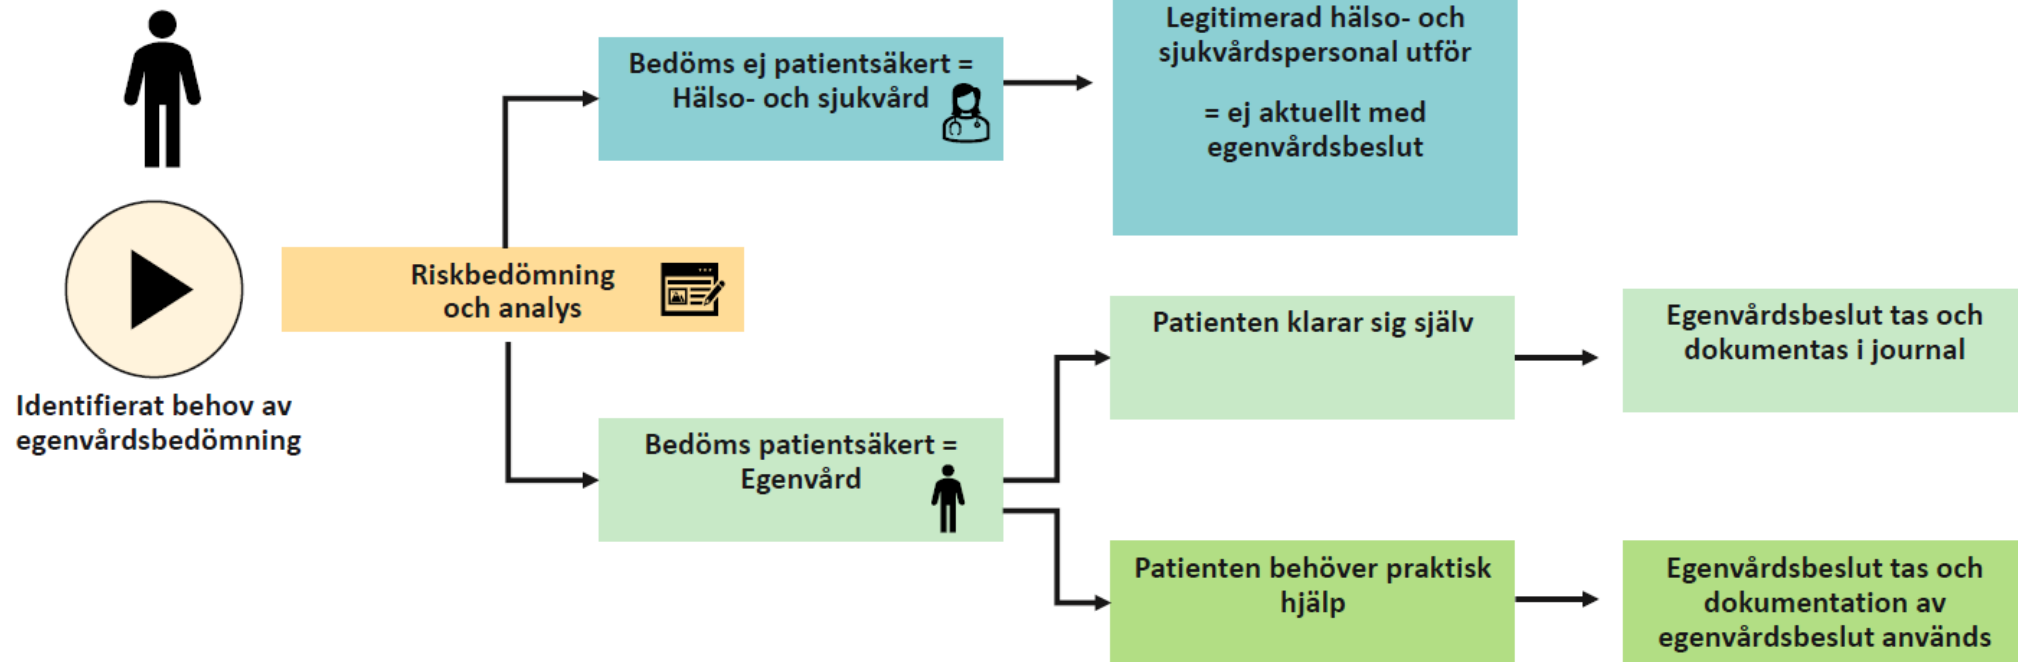 Identifierat behov av
egenvårdsbedömning
Riskbedömning
och analys
Bedöms ej patientsäkert =
Hälso- och sjukvård
Legitimerad hälso- och
sjukvårdspersonal utför
= ej aktuellt med
egenvårdsbeslut
Bedöms patientsäkert =
Egenvård
Patienten klarar sig själv
Egenvårdsbeslut tas och
dokumentas i journal
Patienten behöver praktisk
hjälp
Egenvårdsbeslut tas och
dokumentation av
egenvårdsbeslut används